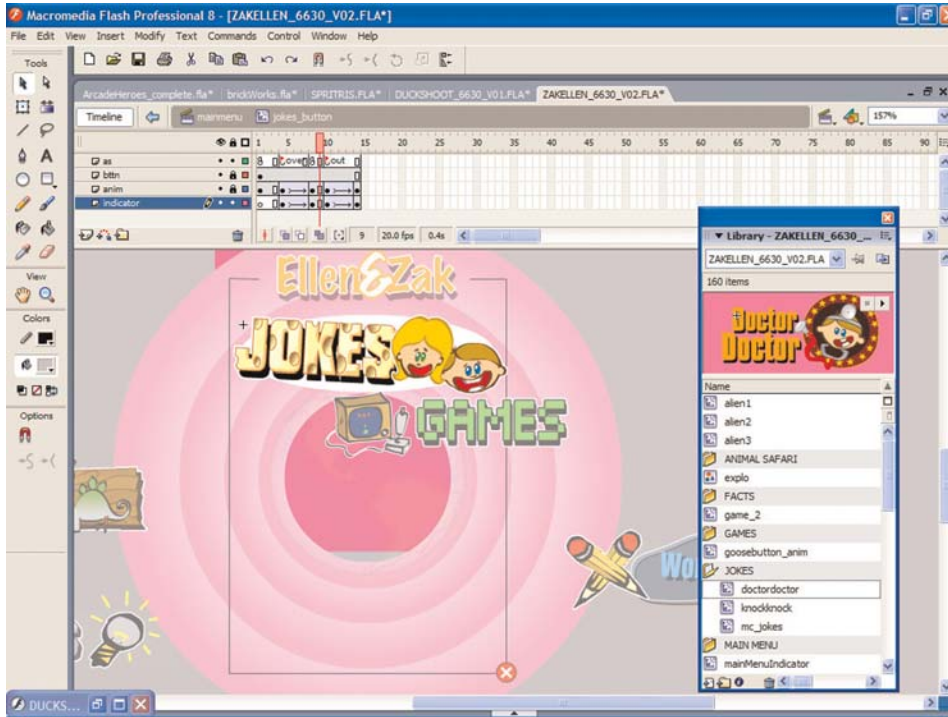 Macromedia Flash Professional 8 - [ZAKELLEN_6630_V02.FLA*]
File Edit View Insert Modify Text Commands Control Window Help
Tools
ArcadeHeroes_complete.fla* brickWorks.fla* SPRITRIS.FLA* DUCKSHOOT_6630_V01.FLA* ZAKELLEN_6630_V02.FLA*
Timeline mainmenu jokes_button 157%
1 5 10 15 20 25 30 35 40 45 50 55 60 65 70 75 80 85 90
as
over
out
bttn
anim
indicator
9 20.0 fps 0.4s
View
Colors
Options
Ellen&Zak
JOKES
GAMES
Wo
Library - ZAKELLEN_6630_...
ZAKELLEN_6630_V02.FLA
160 items
Doctor
Doctor
Name
alien1
alien2
alien3
ANIMAL SAFARI
explo
FACTS
game_2
GAMES
goosebutton_anim
JOKES
doctordoctor
knockknock
mc_jokes
MAIN MENU
mainMenuIndicator
DUCKS...